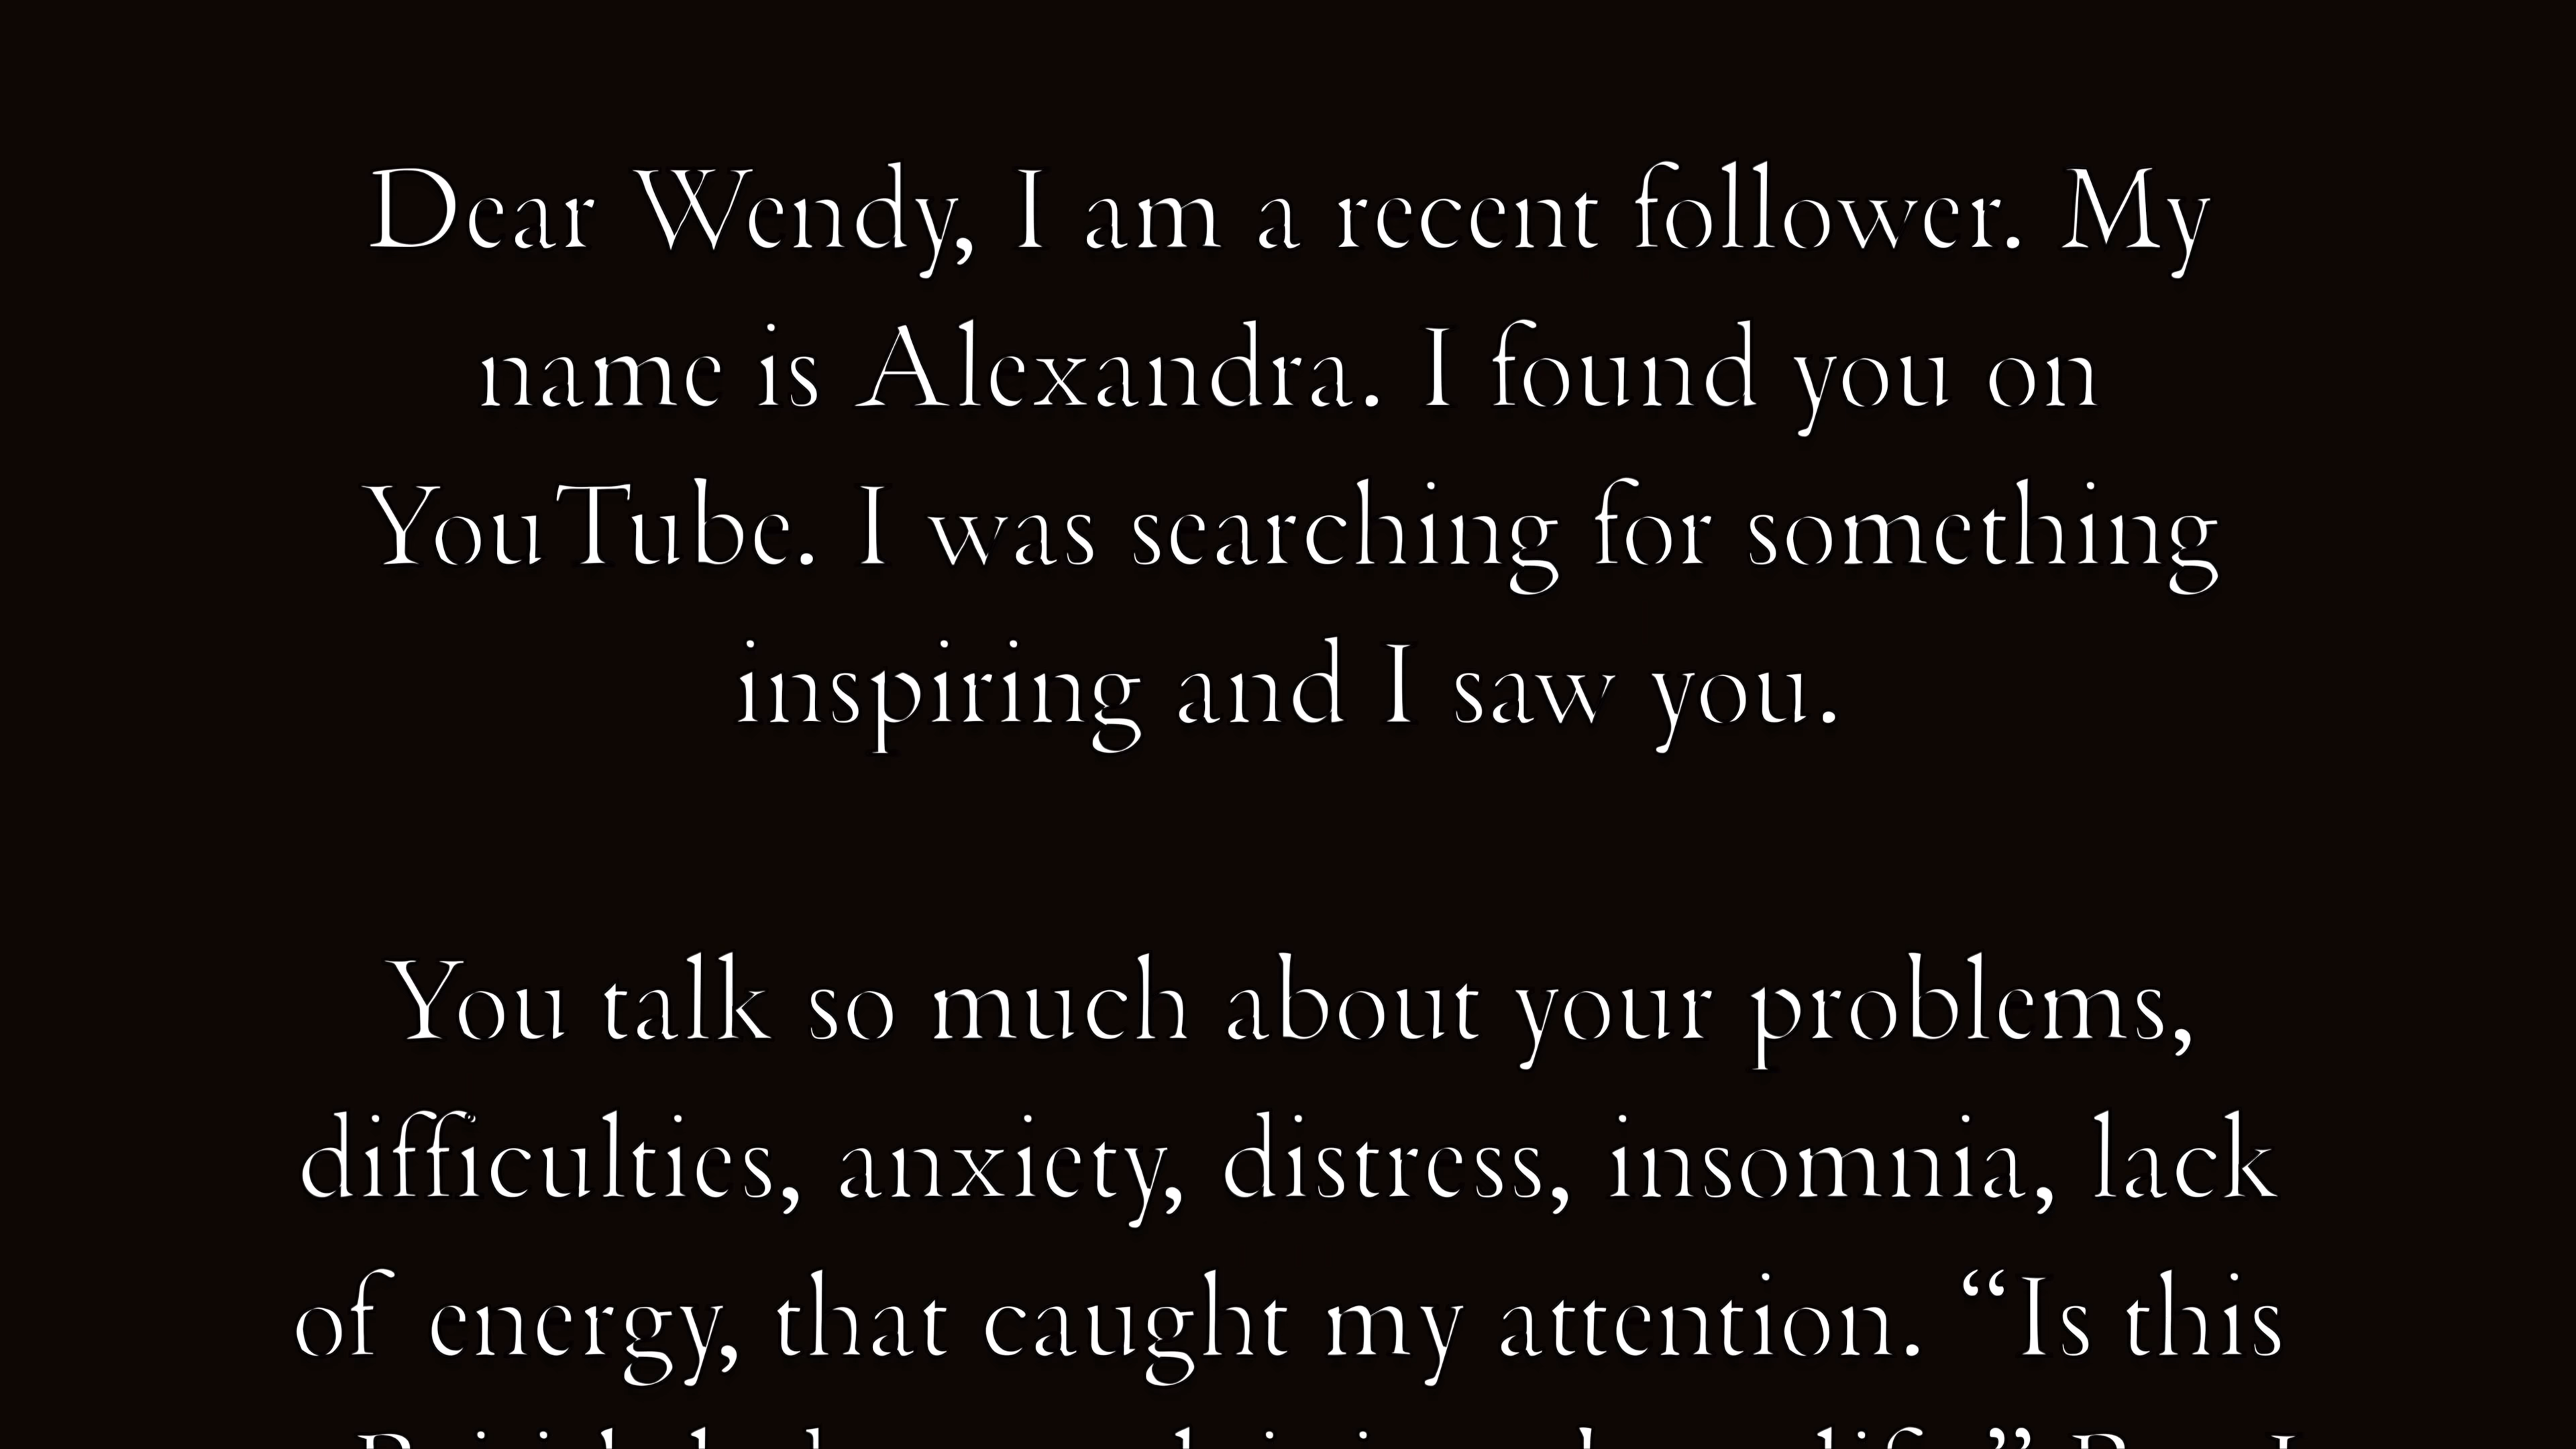 Dear Wendy, I am a recent follower. My
name is Alexandra. I found you on
YouTube. I was searching for something
inspiring and I saw you.
You talk so much about your problems,
difficulties, anxiety, distress, insomnia, lack
of energy, that caught my attention. “Is this